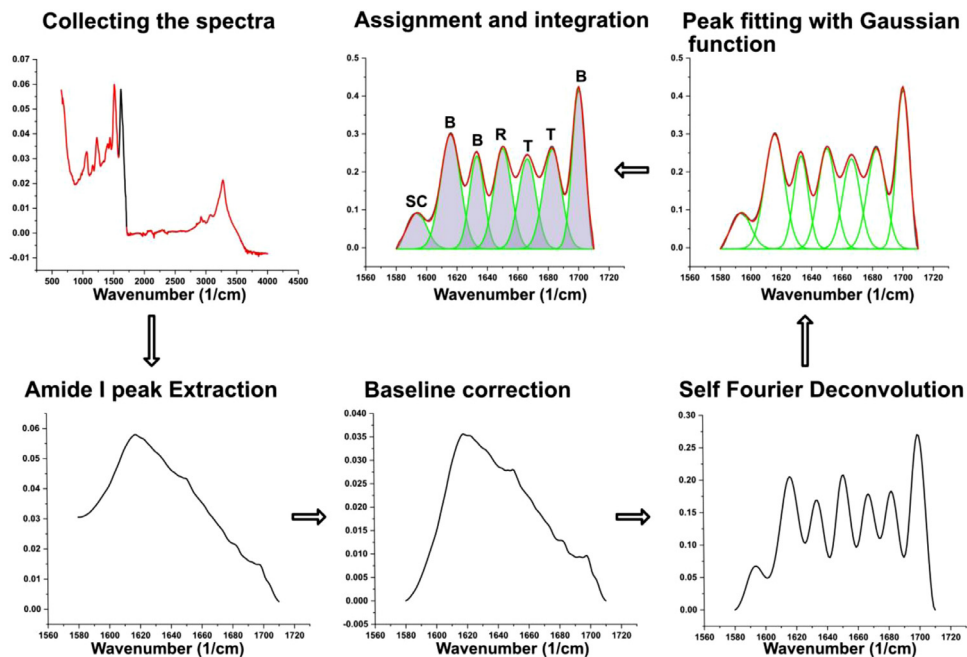 Collecting the spectra
0.07
0.06
0.05
0.04
0.03
0.02
0.01
0.00
-0.01
500 1000 1500 2000 2500 3000 3500 4000 4500
Wavenumber (1/cm)
Assignment and integration
0.5
0.4
0.3
0.2
0.1
0.0
SC
B
B
R
T
T
B
1560 1580 1600 1620 1640 1660 1680 1700 1720
Wavenumber (1/cm)
Peak fitting with Gaussian
function
0.5
0.4
0.3
0.2
0.1
0.0
1560 1580 1600 1620 1640 1660 1680 1700 1720
Wavenumber (1/cm)
Amide I peak Extraction
0.06
0.05
0.04
0.03
0.02
0.01
0.00
1560 1580 1600 1620 1640 1660 1680 1700 1720
Wavenumber (1/cm)
Baseline correction
0.040
0.035
0.030
0.025
0.020
0.015
0.010
0.005
0.000
-0.005
1560 1580 1600 1620 1640 1660 1680 1700 1720
Wavenumber (1/cm)
Self Fourier Deconvolution
0.30
0.25
0.20
0.15
0.10
0.05
0.00
1560 1580 1600 1620 1640 1660 1680 1700 1720
Wavenumber (1/cm)